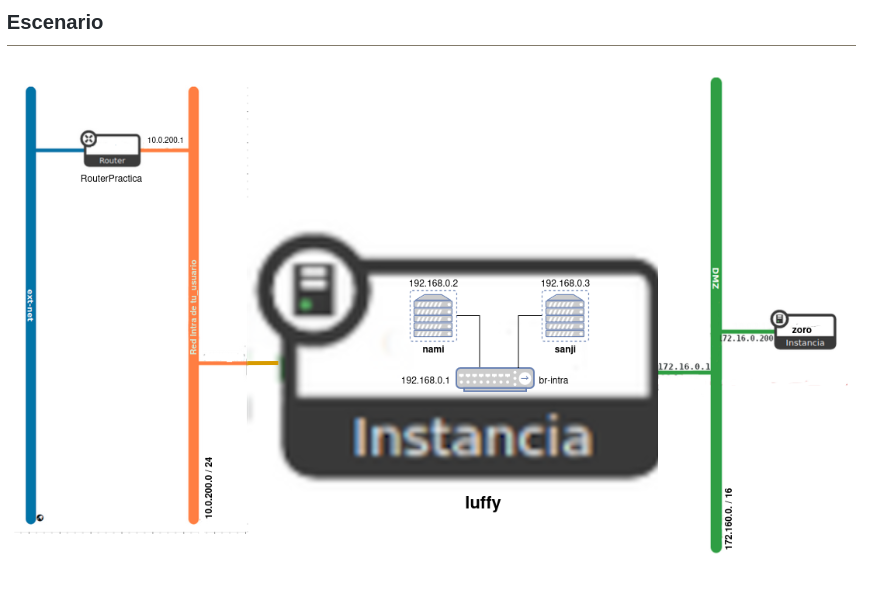 Escenario
ext-net
Router
RouterPractica
10.0.200.1
Red Intra de tu_usuario
10.0.200.0 / 24
192.168.0.2
nami
192.168.0.3
sanji
192.168.0.1
br-intra
Instancia
luffy
172.16.0.1
DMZ
172.16.0.200
zoro
Instancia
172.160.0. / 16